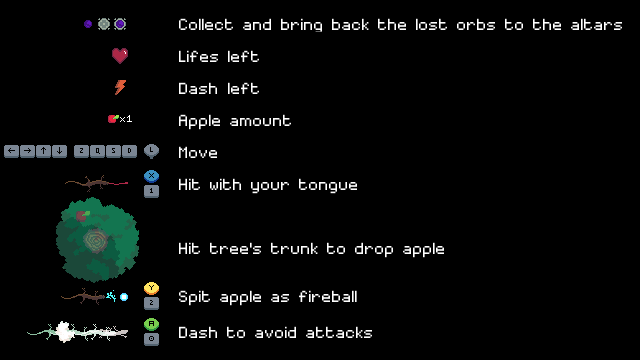 Collect and bring back the lost orbs to the altars
Lifes left
Dash left
x1 Apple amount
← → ↑ ↓ Z Q S D L Move
X
1
Hit with your tongue
Hit tree's trunk to drop apple
Y
2
Spit apple as fireball
A
0
Dash to avoid attacks